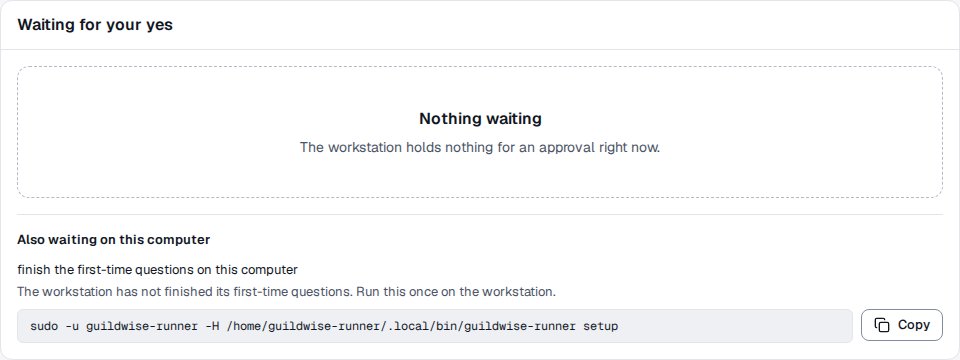 Waiting for your yes
Nothing waiting
The workstation holds nothing for an approval right now.
Also waiting on this computer
finish the first-time questions on this computer
The workstation has not finished its first-time questions. Run this once on the workstation.
sudo -u guildwise-runner -H /home/guildwise-runner/.local/bin/guildwise-runner setup
Copy